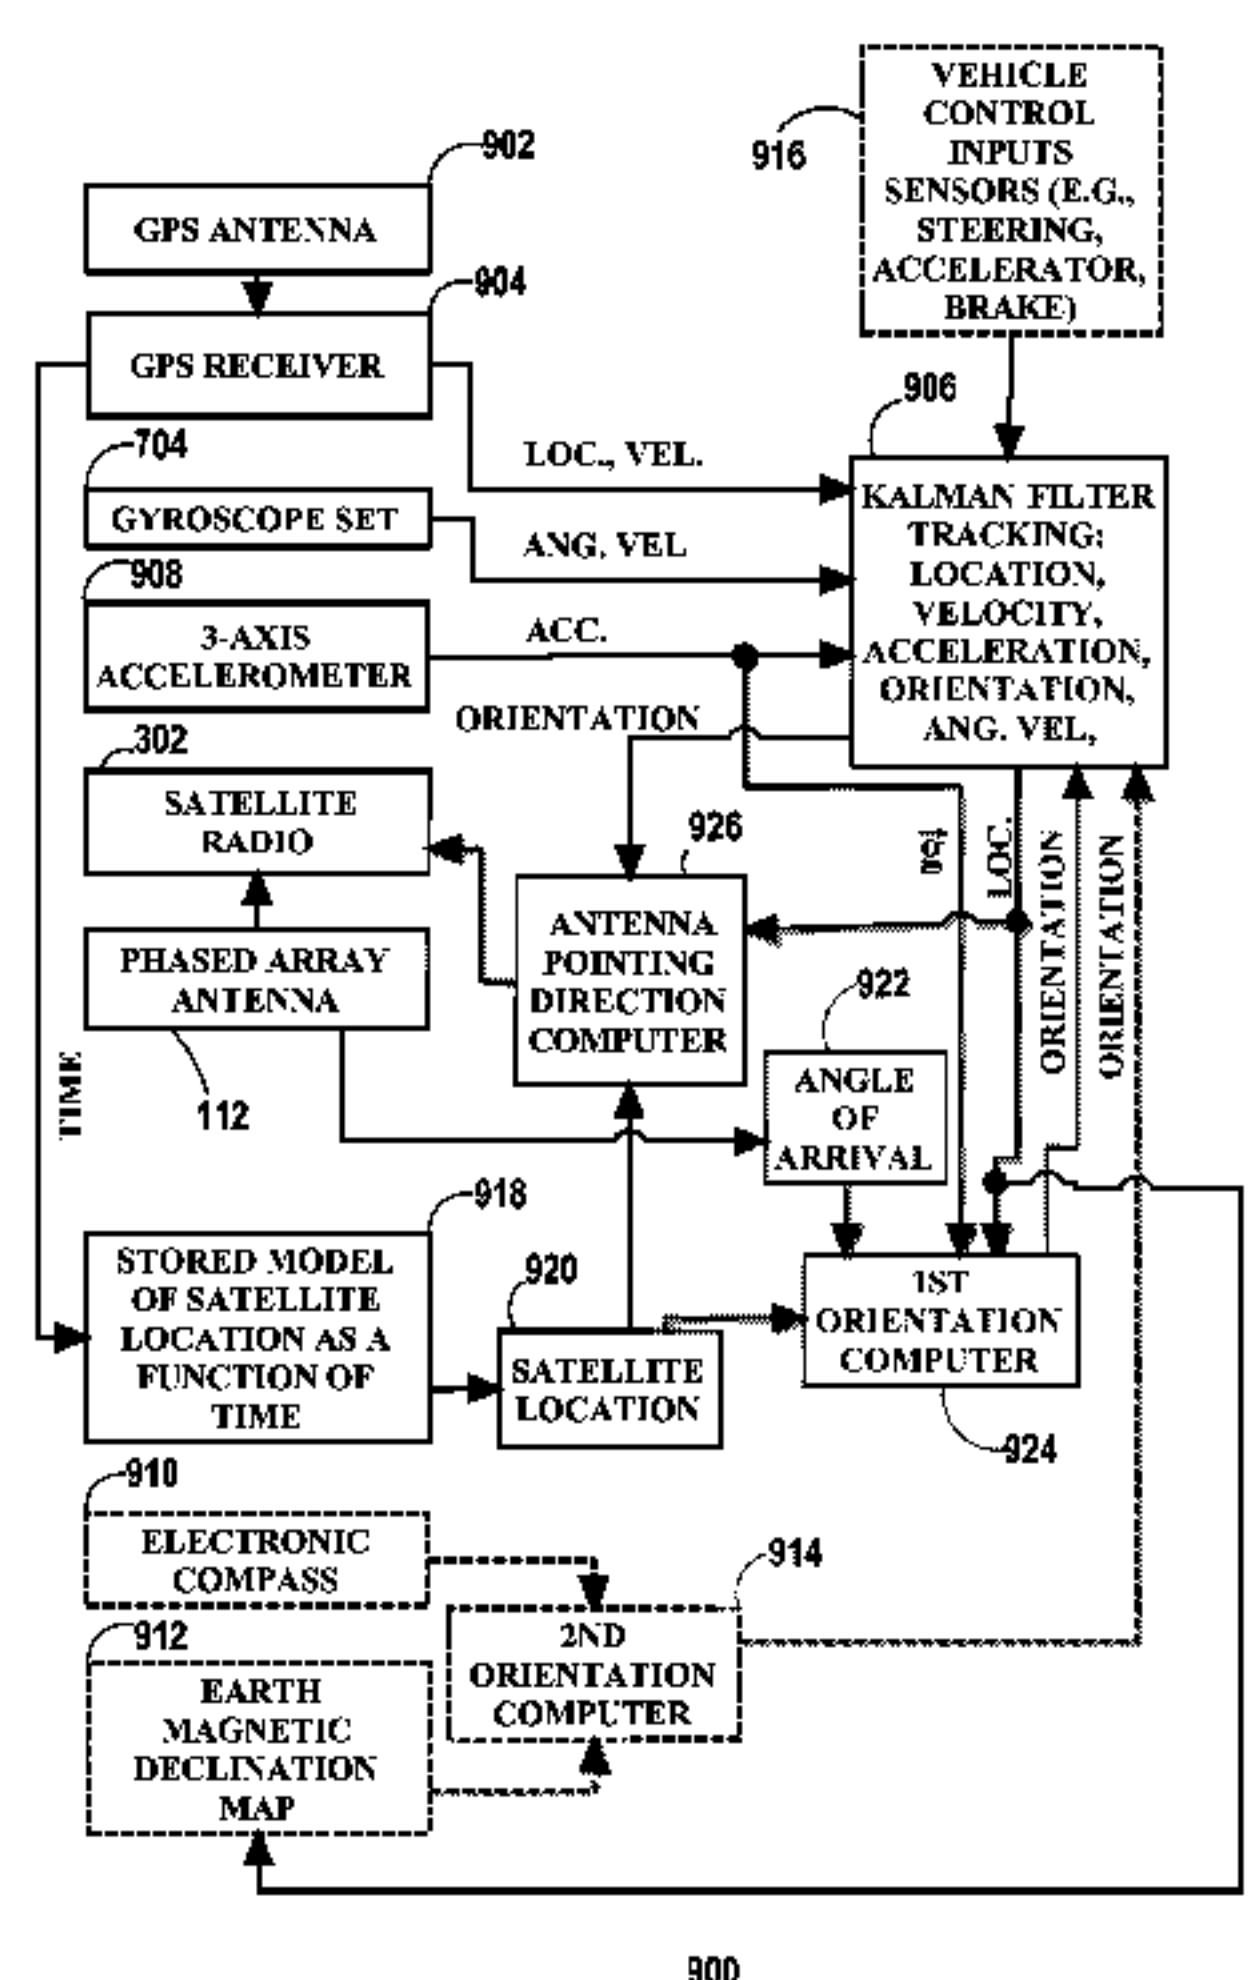 VEHICLE
CONTROL
INPUTS
SENSORS (E.G.,
STEERING,
ACCELERATOR,
BRAKE)
916
902
GPS ANTENNA
904
GPS RECEIVER
906
704
LOC., VEL.
GYROSCOPE SET
ANG. VEL
KALMAN FILTER
TRACKING:
LOCATION,
VELOCITY,
ACCELERATION,
ORIENTATION,
ANG. VEL,
908
3-AXIS
ACCELEROMETER
ACC.
ORIENTATION
302
SATELLITE
RADIO
926
LOC.
ORIENTATION
ORIENTATION
ANTENNA
POINTING
DIRECTION
COMPUTER
PHASED ARRAY
ANTENNA
112
TIME
922
ANGLE
OF
ARRIVAL
918
STORED MODEL
OF SATELLITE
LOCATION AS A
FUNCTION OF
TIME
920
SATELLITE
LOCATION
1ST
ORIENTATION
COMPUTER
924
910
ELECTRONIC
COMPASS
914
2ND
ORIENTATION
COMPUTER
912
EARTH
MAGNETIC
DECLINATION
MAP
900